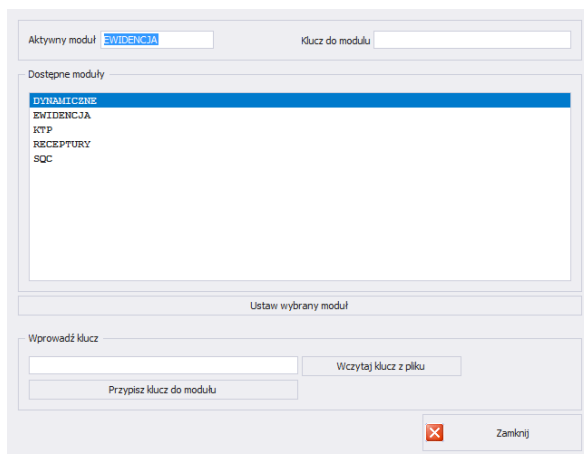 Aktywny moduł EWIDENCJA Klucz do modulu
Dostępne moduły
DYNAMICZNE
EWIDENCJA
KTP
RECEPTURY
SQC
Ustaw wybrany moduł
Wprowadź klucz
Wczytaj klucz z pliku
Przypisz klucz do modułu
Zamknij